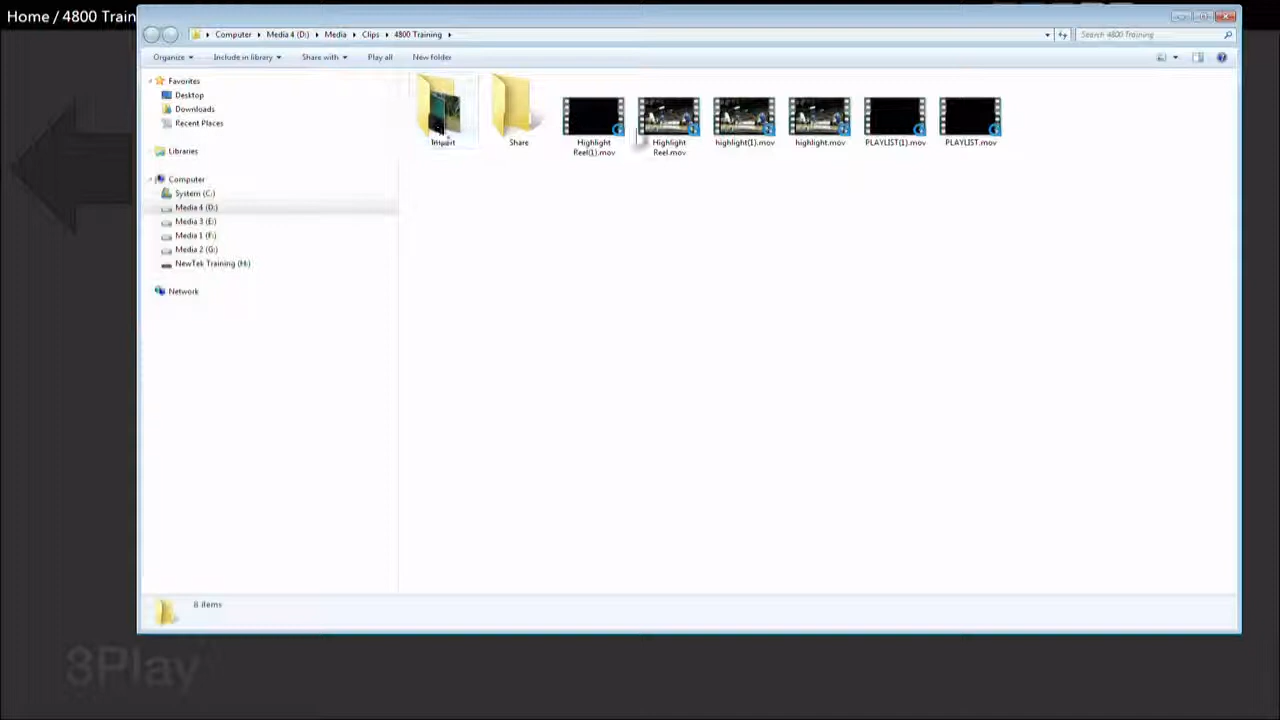 Home / 4800 Train
Computer Media 4 (D:) Media Clips 4800 Training
Search 4800 Training
Organize Include in library Share with Play all New folder
Favorites
Desktop
Downloads
Recent Places
Libraries
Computer
System (C:)
Media 4 (D:)
Media 3 (E:)
Media 1 (F:)
Media 2 (G:)
NewTek Training (H:)
Network
Import
Share
Highlight
Reel(1).mov
Highlight
Reel.mov
highlight(1).mov
highlight.mov
PLAYLIST(1).mov
PLAYLIST.mov
8 items
3Play